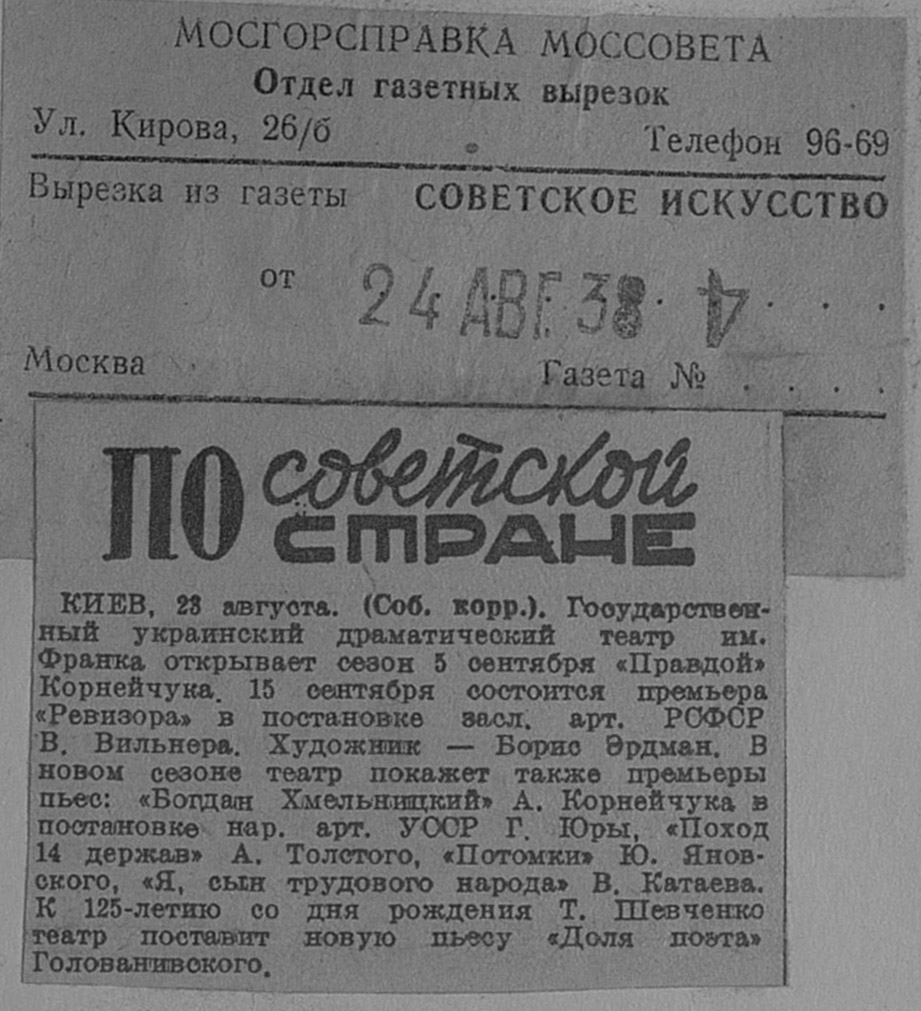 МОСГОРСПРАВКА МОССОВЕТА
Отдел газетных вырезок
Ул. Кирова, 26/б Телефон 96-69
Вырезка из газеты СОВЕТСКОЕ ИСКУССТВО
от 24 АВГ. 38 . . .
Москва Газета № . . . .
ПО советской
СТРАНЕ
КИЕВ, 23 августа. (Соб. корр.). Государствен-
ный украинский драматический театр им.
Франка открывает сезон 5 сентября «Правдой»
Корнейчука. 15 сентября состоится премьера
«Ревизора» в постановке засл. арт. РСФСР
В. Вильнера. Художник — Борис Эрдман. В
новом сезоне театр покажет также премьеры
пьес: «Богдан Хмельницкий» А. Корнейчука в
постановке нар. арт. УССР Г. Юры, «Поход
14 держав» А. Толстого, «Потомки» Ю. Янов-
ского, «Я, сын трудового народа» В. Катаева.
К 125-летию со дня рождения Т. Шевченко
театр поставит новую пьесу «Доля поэта»
Голованивского.